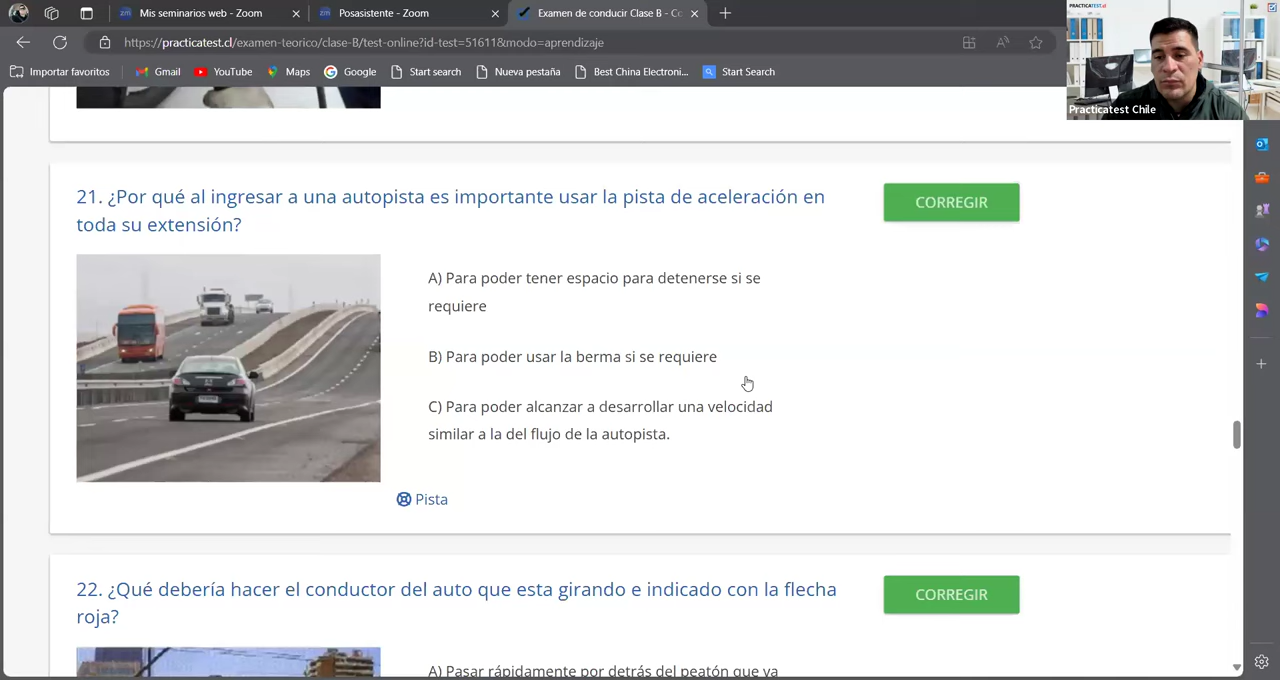 Mis seminarios web - Zoom
Posasistente - Zoom
Examen de conducir Clase B - Co
https://practicatest.cl/examen-teorico/clase-B/test-online?id-test=51611&modo=aprendizaje
Importar favoritos
Gmail
YouTube
Maps
Google
Start search
Nueva pestaña
Best China Electroni...
Start Search
PRACTICATEST.cl
Practicatest Chile
21. ¿Por qué al ingresar a una autopista es importante usar la pista de aceleración en
toda su extensión?
CORREGIR
A) Para poder tener espacio para detenerse si se
requiere
B) Para poder usar la berma si se requiere
C) Para poder alcanzar a desarrollar una velocidad
similar a la del flujo de la autopista.
Pista
22. ¿Qué debería hacer el conductor del auto que esta girando e indicado con la flecha
roja?
CORREGIR
A) Pasar rápidamente por detrás del peatón que va